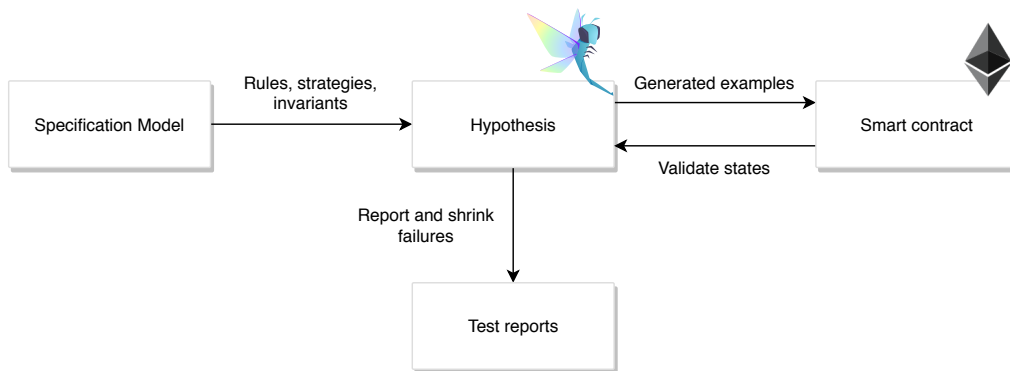 Rules, strategies,
invariants
Generated examples
Specification Model
Hypothesis
Smart contract
Validate states
Report and shrink
failures
Test reports